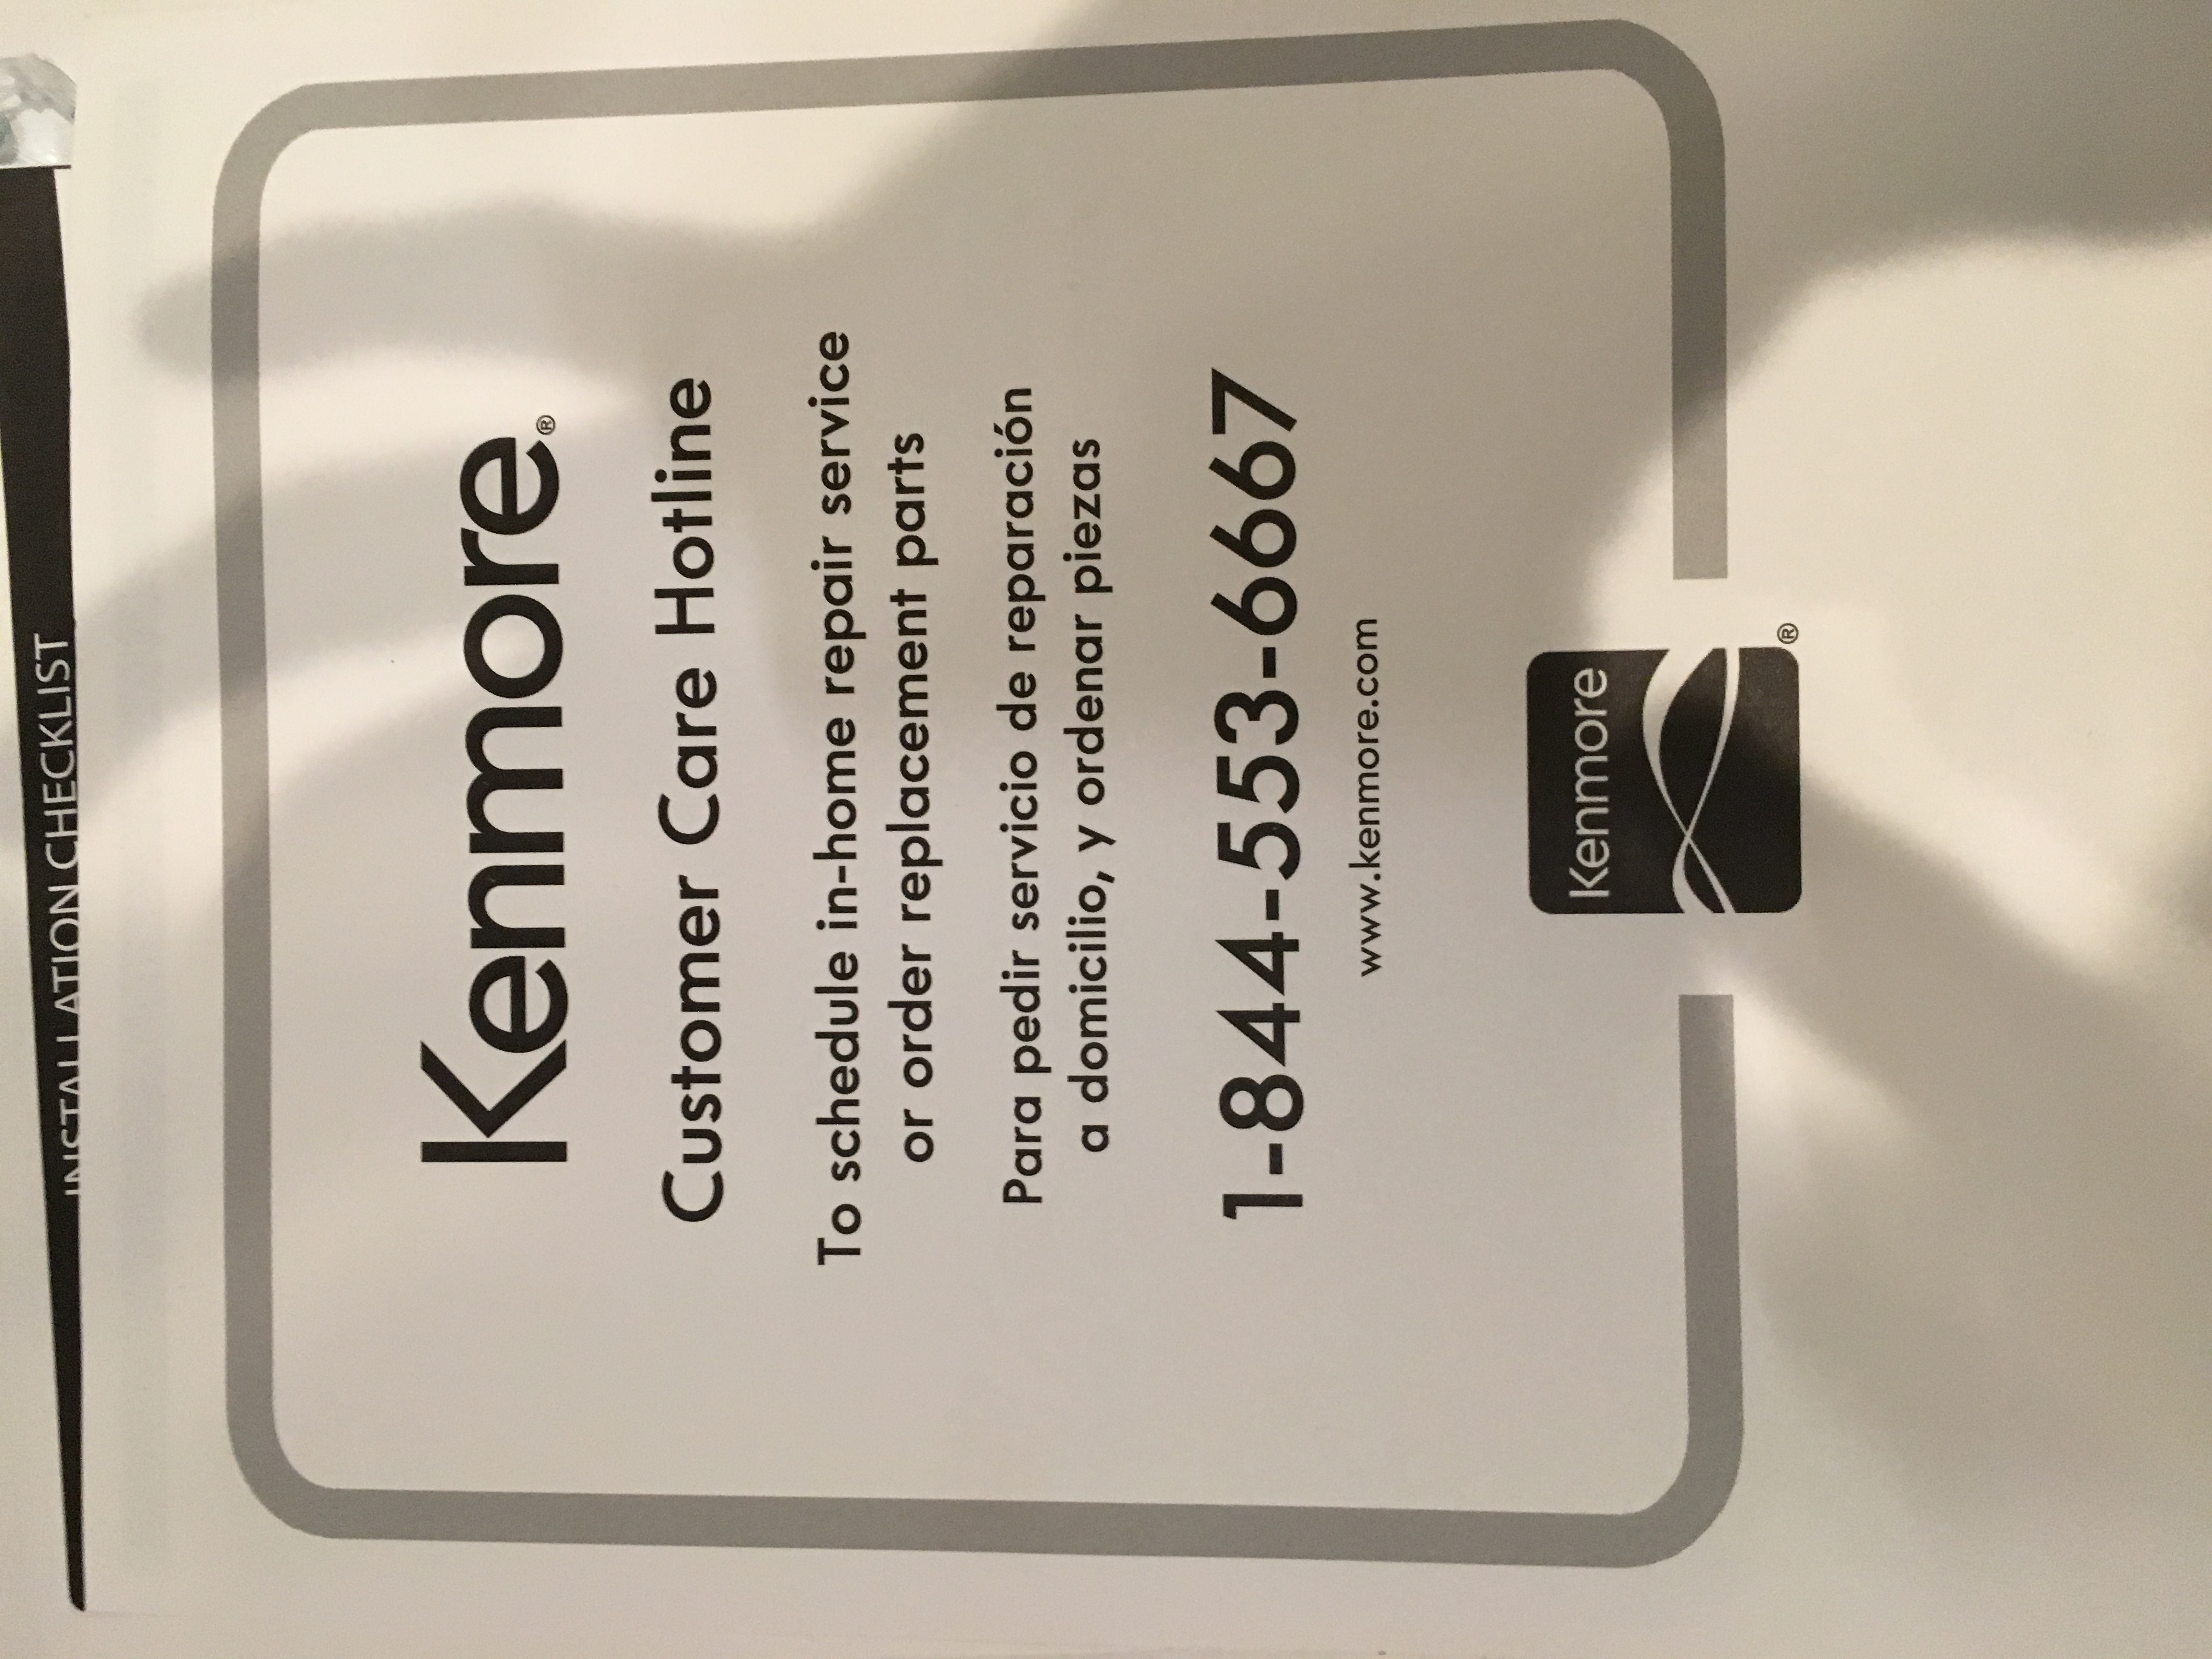 Kenmore®
Customer Care Hotline
To schedule in-home repair service
or order replacement parts
Para pedir servicio de reparación
a domicilio, y ordenar piezas
1-844-553-6667
www.kenmore.com
Kenmore
®
INSTALLATION CHECKLIST